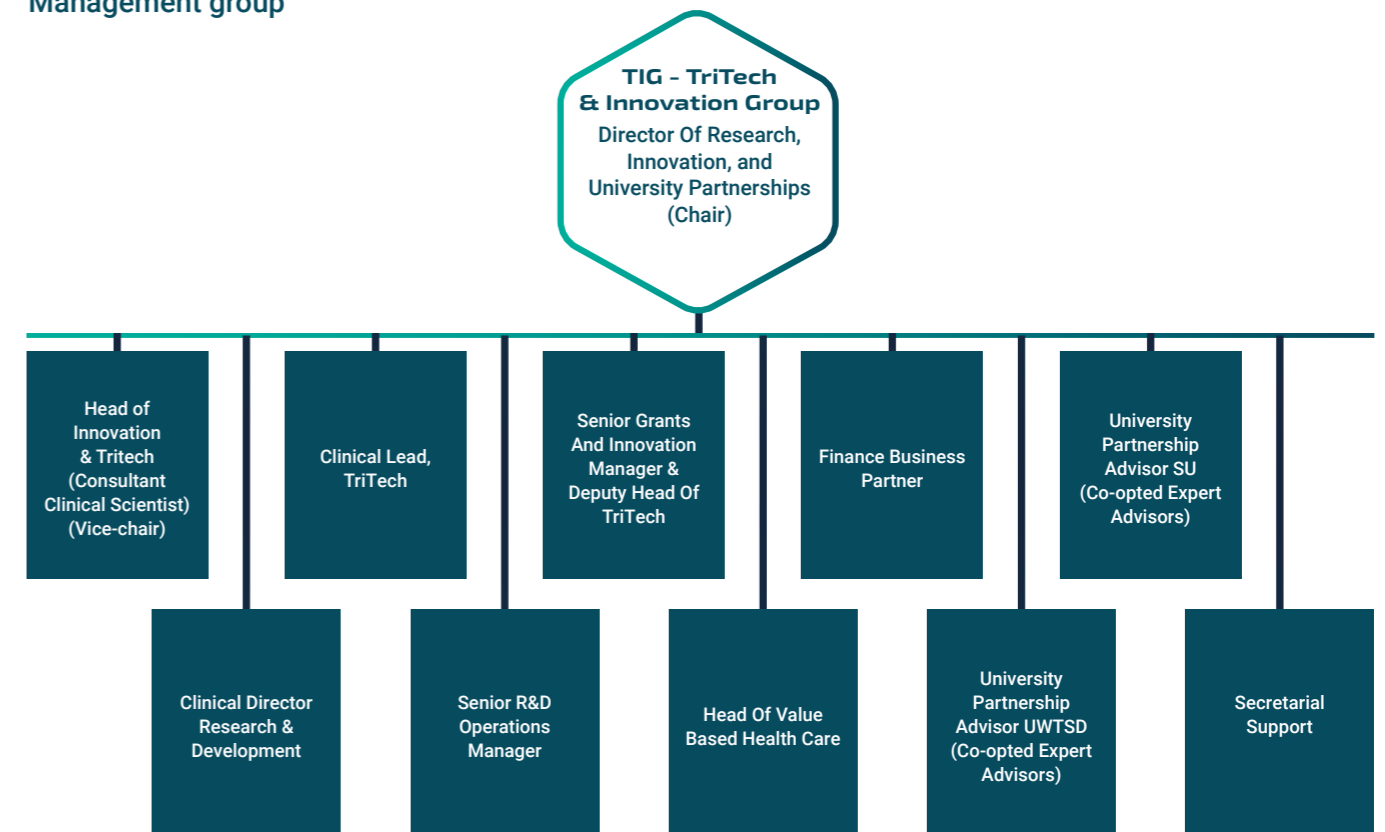 Management group
TIG - TriTech
& Innovation Group
Director Of Research,
Innovation, and
University Partnerships
(Chair)
Head of
Innovation
& Tritech
(Consultant
Clinical Scientist)
(Vice-chair)
Clinical Lead,
TriTech
Senior Grants
And Innovation
Manager &
Deputy Head Of
TriTech
Finance Business
Partner
University
Partnership
Advisor SU
(Co-opted Expert
Advisors)
Clinical Director
Research &
Development
Senior R&D
Operations
Manager
Head Of Value
Based Health Care
University
Partnership
Advisor UWTSD
(Co-opted Expert
Advisors)
Secretarial
Support